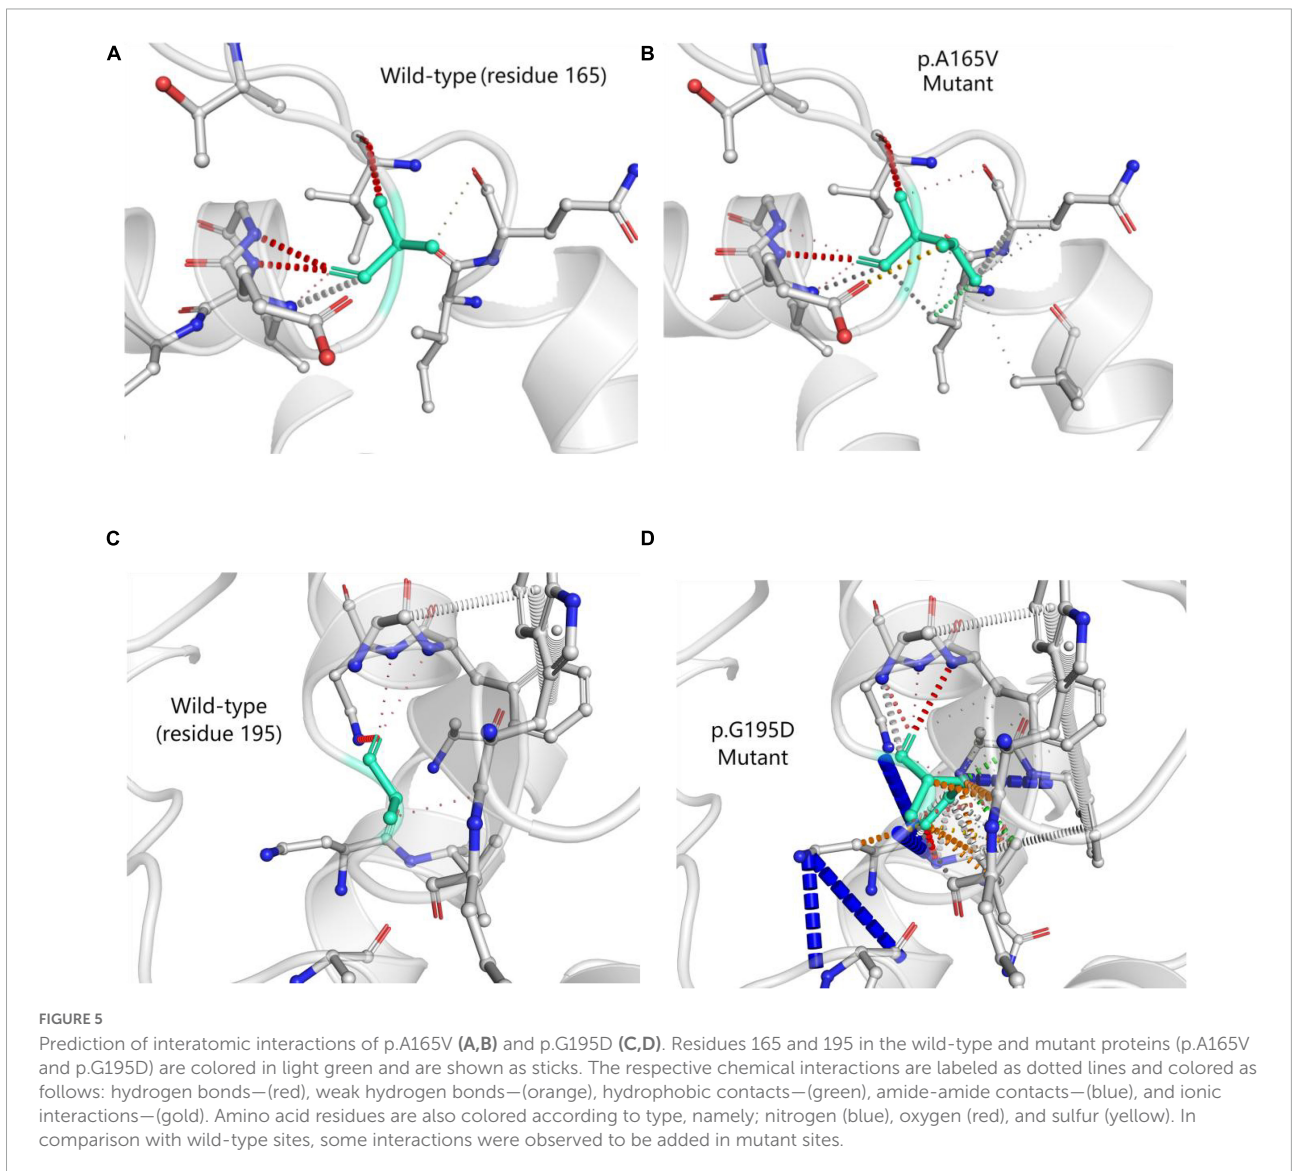 A
Wild-type (residue 165)
B
p.A165V
Mutant
C
Wild-type
(residue 195)
D
p.G195D
Mutant
FIGURE 5
Prediction of interatomic interactions of p.A165V (A,B) and p.G195D (C,D). Residues 165 and 195 in the wild-type and mutant proteins (p.A165V
and p.G195D) are colored in light green and are shown as sticks. The respective chemical interactions are labeled as dotted lines and colored as
follows: hydrogen bonds—(red), weak hydrogen bonds—(orange), hydrophobic contacts—(green), amide-amide contacts—(blue), and ionic
interactions—(gold). Amino acid residues are also colored according to type, namely; nitrogen (blue), oxygen (red), and sulfur (yellow). In
comparison with wild-type sites, some interactions were observed to be added in mutant sites.